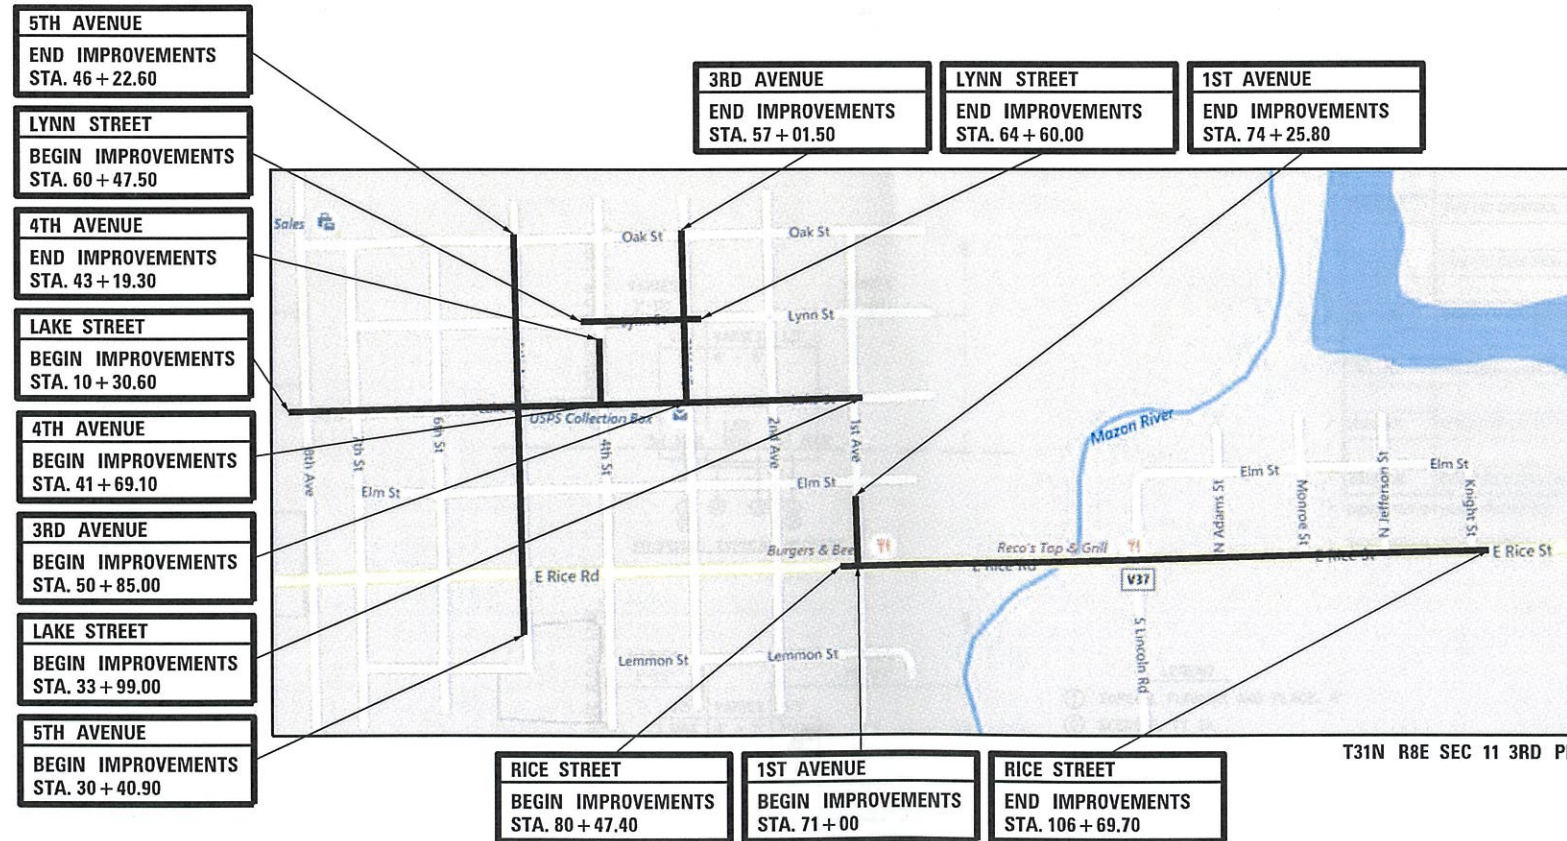 5TH AVENUE
END IMPROVEMENTS
STA. 46+22.60
LYNN STREET
BEGIN IMPROVEMENTS
STA. 60+47.50
4TH AVENUE
END IMPROVEMENTS
STA. 43+19.30
LAKE STREET
BEGIN IMPROVEMENTS
STA. 10+30.60
4TH AVENUE
BEGIN IMPROVEMENTS
STA. 41+69.10
3RD AVENUE
BEGIN IMPROVEMENTS
STA. 50+85.00
LAKE STREET
BEGIN IMPROVEMENTS
STA. 33+99.00
5TH AVENUE
BEGIN IMPROVEMENTS
STA. 30+40.90
3RD AVENUE
END IMPROVEMENTS
STA. 57+01.50
LYNN STREET
END IMPROVEMENTS
STA. 64+60.00
1ST AVENUE
END IMPROVEMENTS
STA. 74+25.80
Sales
Oak St
Oak St
Lynn St
USPS Collection Box
8th Ave
7th St
6th St
4th St
2nd Ave
1st Ave
Elm St
Elm St
Burgers & Bee
E Rice Rd
Lemmon St
Lemmon St
Mazon River
Reco's Tap & Grill
E Rice Rd
V37
S Lincoln Rd
Elm St
Elm St
N Adams St
Monroe St
N Jefferson St
Knight St
E Rice St
E Rice St
LEGEND
RICE STREET
BEGIN IMPROVEMENTS
STA. 80+47.40
1ST AVENUE
BEGIN IMPROVEMENTS
STA. 71+00
RICE STREET
END IMPROVEMENTS
STA. 106+69.70
T31N R8E SEC 11 3RD